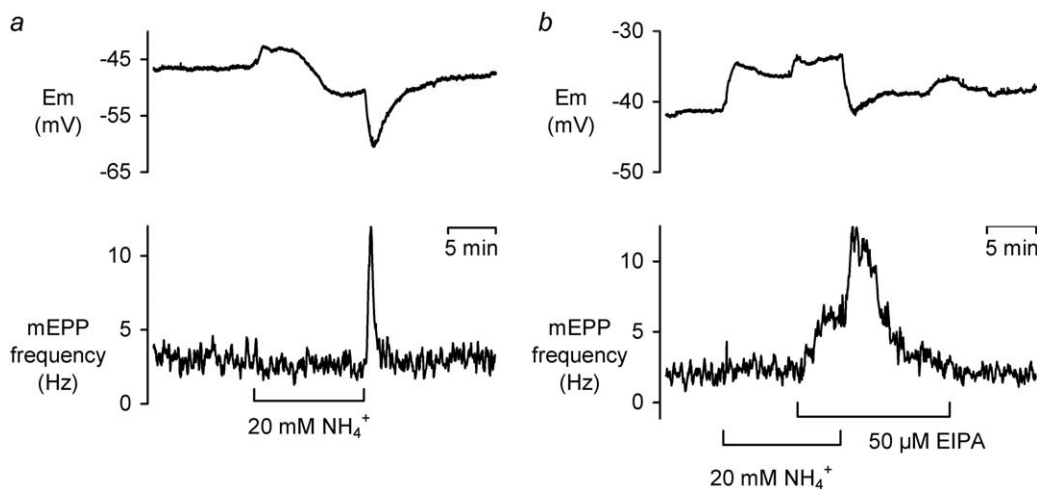 a
-45
Em
(mV)
-55
-65
10
5 min
mEPP
frequency
(Hz)
5
0
20 mM NH₄⁺
b
-30
Em
(mV)
-40
-50
10
5 min
mEPP
frequency
(Hz)
5
0
50 µM EIPA
20 mM NH₄⁺